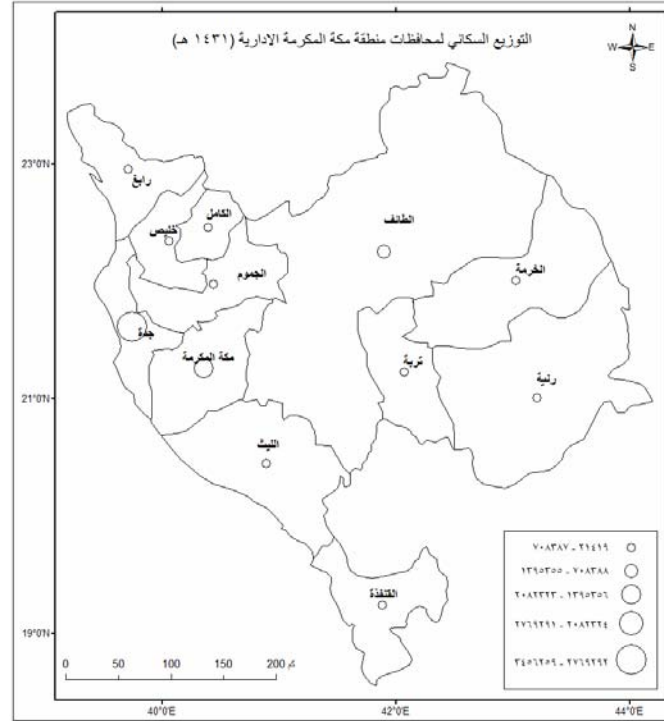 التوزيع السكاني لمحافظات منطقة مكة المكرمة الادارية (١٤٣١ هـ)
N
W E
S
23°0'N
رابغ
الكامل
خليص
الطائف
الجموم
الخرمة
جدة
مكة المكرمة
تربة
رنية
21°0'N
الليث
القنفذة
19°0'N
٢١٤١٩ - ٧٠٨٣٨٧
٧٠٨٣٨٨ - ١٣٩٥٣٥٥
١٣٩٥٣٥٦ - ٢٠٨٢٣٢٣
٢٠٨٢٣٢٤ - ٢٧٦٩٢٩١
٢٧٦٩٢٩٢ - ٣٤٥٦٢٥٩
0 50 100 150 200
40°0'E 42°0'E 44°0'E